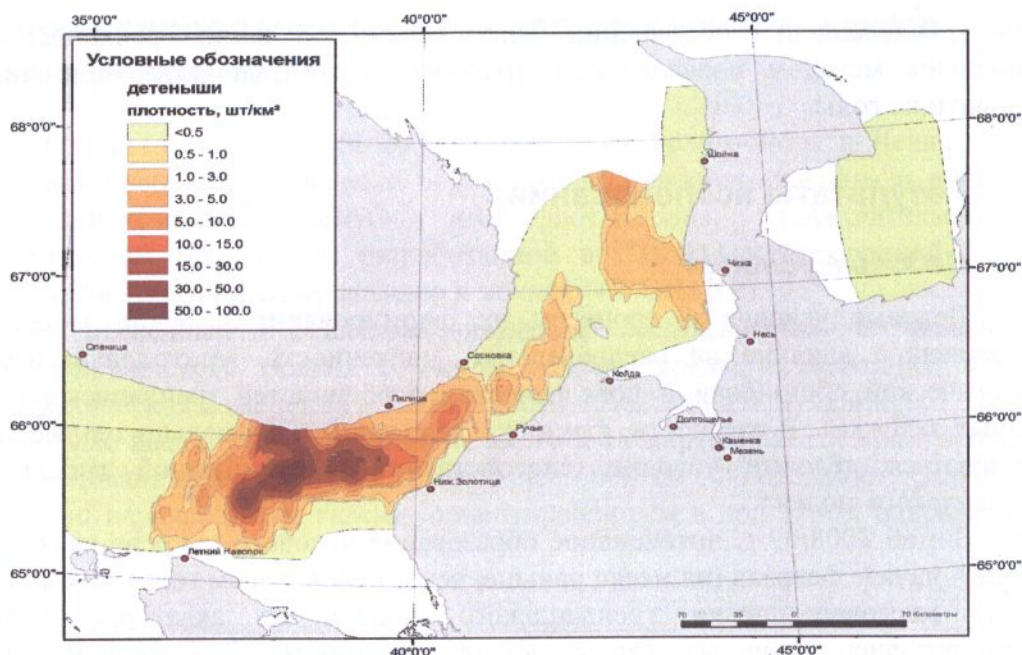 35°0'0"
40°0'0"
45°0'0"
Условные обозначения
детеныши
плотность, шт/км²
<0.5
0.5 - 1.0
1.0 - 3.0
3.0 - 5.0
5.0 - 10.0
10.0 - 15.0
15.0 - 30.0
30.0 - 50.0
50.0 - 100.0
68°0'0"
68°0'0"
Шойна
67°0'0"
67°0'0"
Чижа
Несь
Оленица
Сосновка
Кейда
Пялица
66°0'0"
66°0'0"
Ручьи
Долгощелье
Каменка
Мезень
Ниж. Золотица
Летний Наволок
65°0'0"
65°0'0"
70 35 0 70 Километры
40°0'0"
45°0'0"